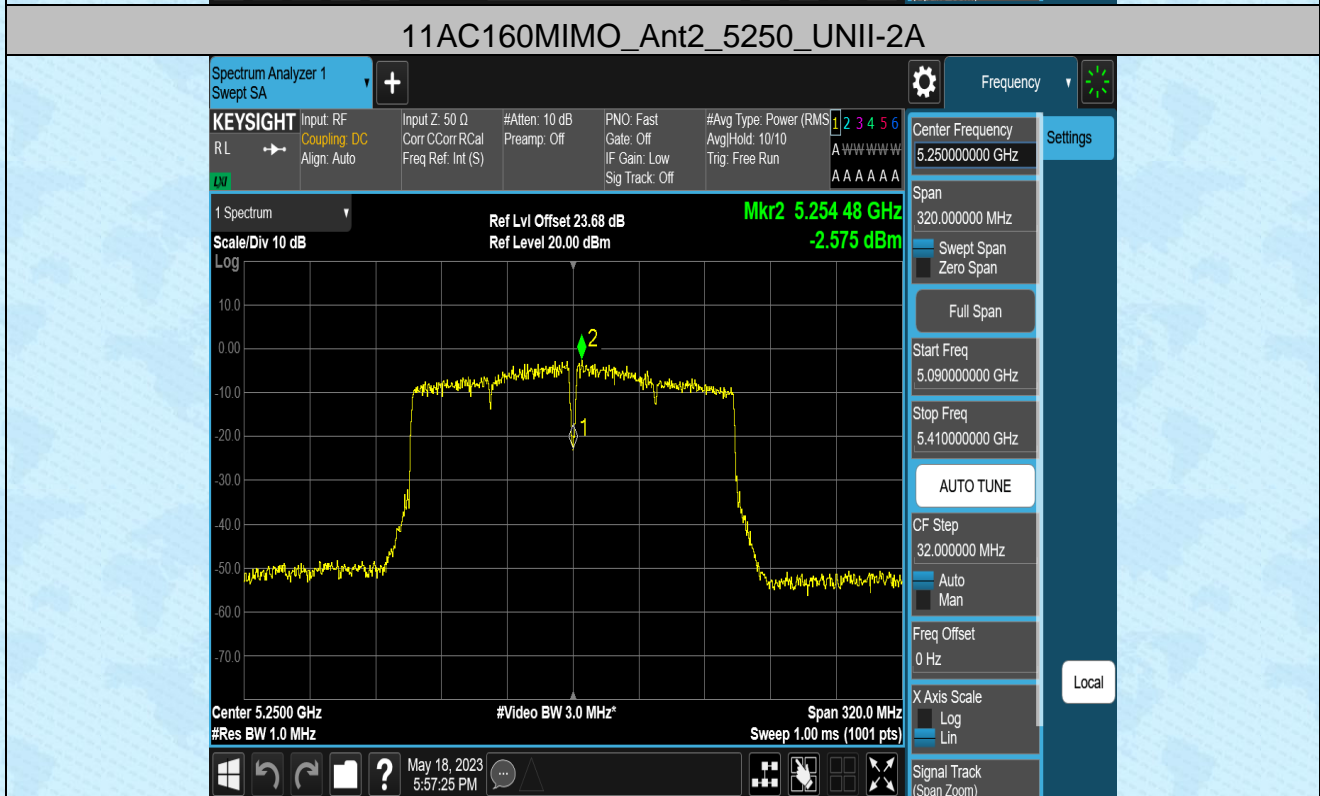 11AC160MIMO_Ant2_5250_UNII-2A
Spectrum Analyzer 1
Swept SA
+
Frequency
KEYSIGHT
RL
LXI
Input: RF
Coupling: DC
Align: Auto
Input Z: 50 Ω
Corr CCorr RCal
Freq Ref: Int (S)
#Atten: 10 dB
Preamp: Off
PNO: Fast
Gate: Off
IF Gain: Low
Sig Track: Off
#Avg Type: Power (RMS
Avg|Hold: 10/10
Trig: Free Run
1 2 3 4 5 6
A W W W W W
A A A A A A
1 Spectrum
Scale/Div 10 dB
Log
Ref Lvl Offset 23.68 dB
Ref Level 20.00 dBm
Mkr2 5.254 48 GHz
-2.575 dBm
10.0
0.00
-10.0
-20.0
-30.0
-40.0
-50.0
-60.0
-70.0
2
1
Center 5.2500 GHz
#Res BW 1.0 MHz
#Video BW 3.0 MHz*
Span 320.0 MHz
Sweep 1.00 ms (1001 pts)
Center Frequency
5.250000000 GHz
Settings
Span
320.000000 MHz
Swept Span
Zero Span
Full Span
Start Freq
5.090000000 GHz
Stop Freq
5.410000000 GHz
AUTO TUNE
CF Step
32.000000 MHz
Auto
Man
Freq Offset
0 Hz
X Axis Scale
Log
Lin
Local
Signal Track
(Span Zoom)
?
May 18, 2023
5:57:25 PM